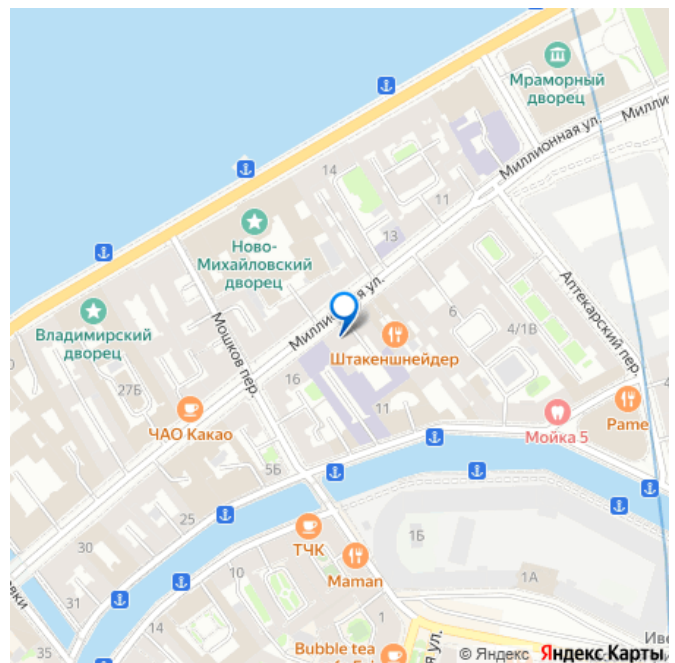 Мраморный
дворец
Миллионная ул.
14
11
13
Ново-
Михайловский
дворец
Миллионная ул.
Аптекарский пер.
Владимирский
дворец
Мошков пер.
6
4/1В
Штакеншнейдер
16
27Б
11
ЧАО Какао
Мойка 5
Pame
5Б
25
ТЧК
1Б
30
Maman
10
1А
31
14
1
35
Bubble tea
ул.
© Яндекс Яндекс Карты